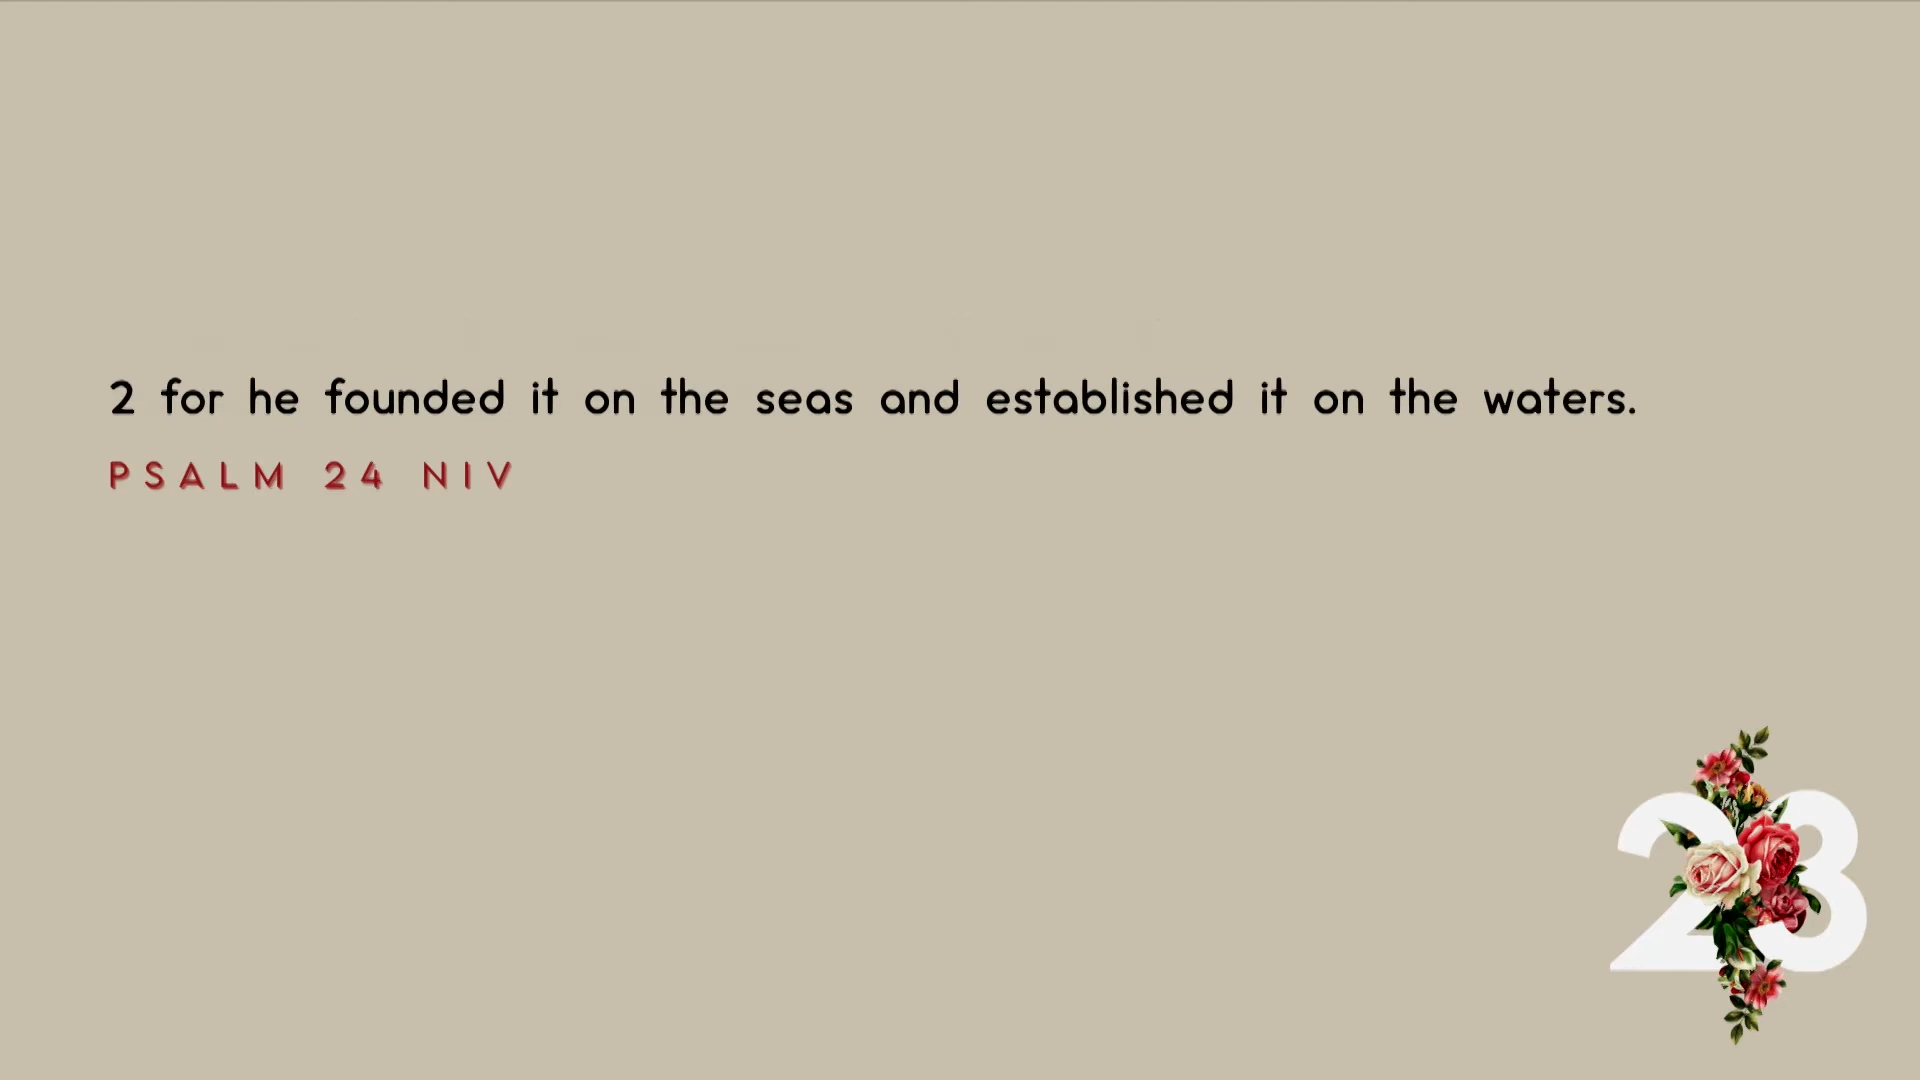 2 for he founded it on the seas and established it on the waters.
PSALM 24 NIV
23